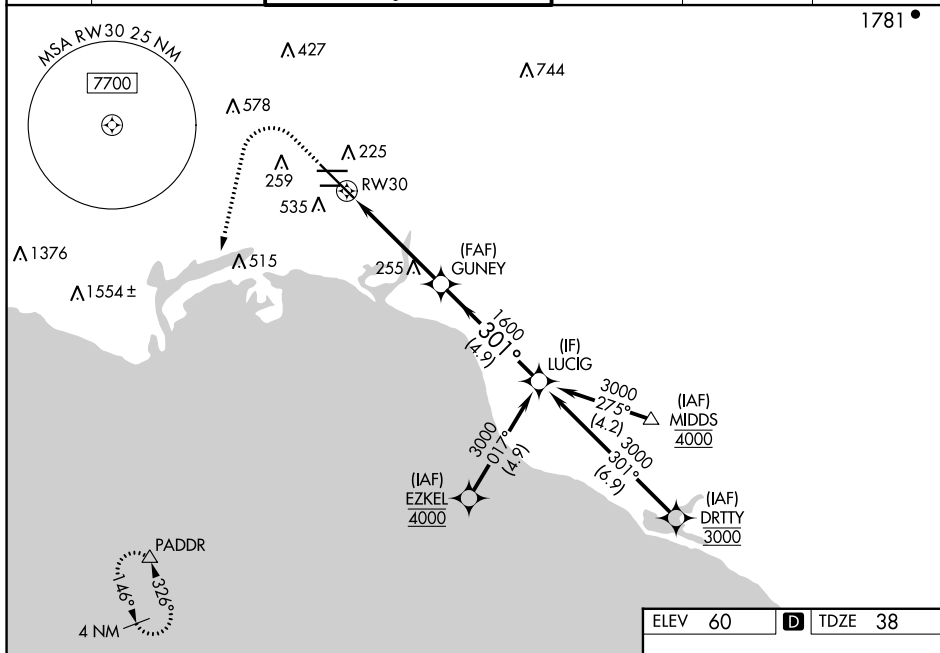 1781
MSA RW30 25 NM
7700
427
744
578
225
259
RW30
535
1376
515
255
(FAF)
GUNEY
1554±
1600
301°
(4.9)
(IF)
LUCIG
3000
275°
(4.2)
(IAF)
MIDDS
4000
3000
017°
(4.9)
3000
301°
(6.9)
(IAF)
EZKEL
4000
(IAF)
DRTTY
3000
PADDR
146°
326°
4 NM
ELEV 60 D TDZE 38